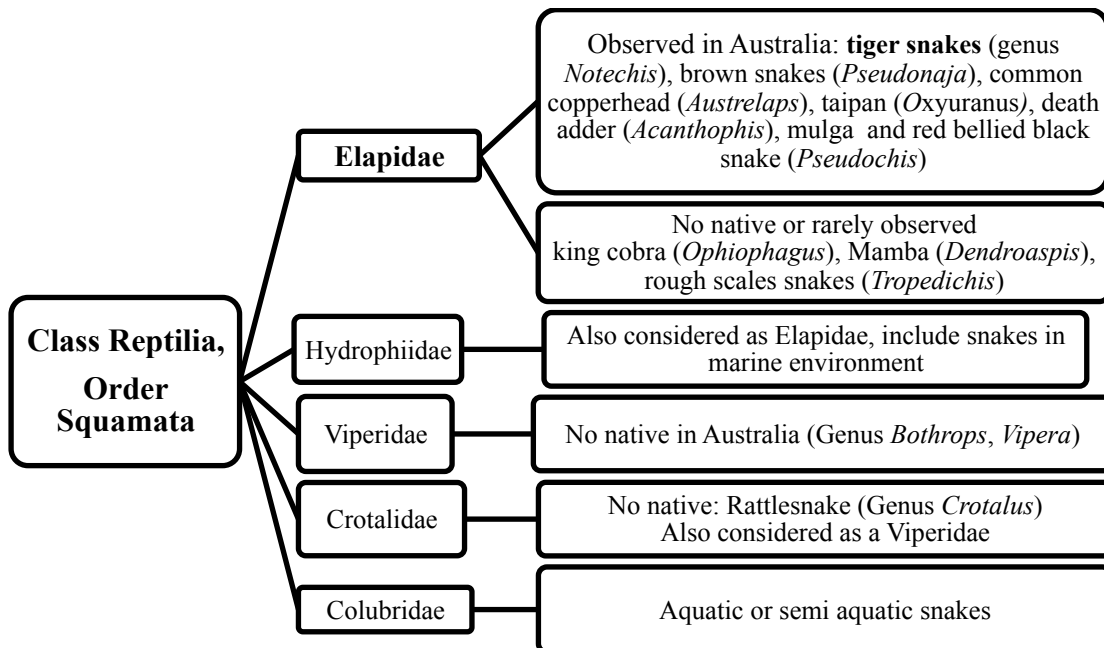 Class Reptilia,
Order
Squamata
Elapidae
Observed in Australia: tiger snakes (genus
Notechis), brown snakes (Pseudonaja), common
copperhead (Austrelaps), taipan (Oxyuranus), death
adder (Acanthophis), mulga and red bellied black
snake (Pseudochis)
No native or rarely observed
king cobra (Ophiophagus), Mamba (Dendroaspis),
rough scales snakes (Tropedichis)
Hydrophiidae
Also considered as Elapidae, include snakes in
marine environment
Viperidae
No native in Australia (Genus Bothrops, Vipera)
Crotalidae
No native: Rattlesnake (Genus Crotalus)
Also considered as a Viperidae
Colubridae
Aquatic or semi aquatic snakes